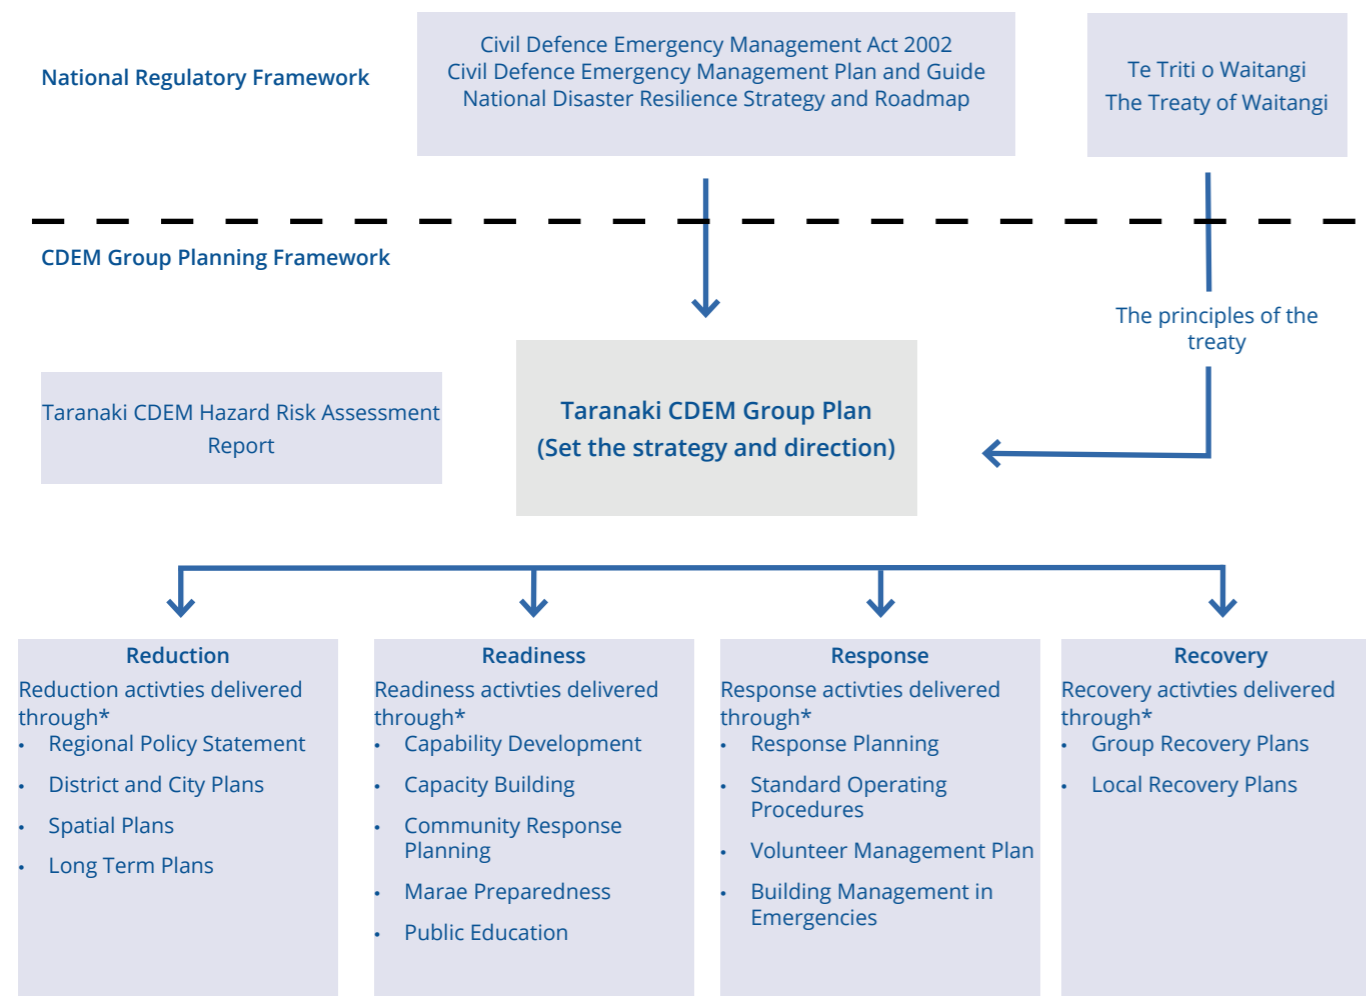 National Regulatory Framework
Civil Defence Emergency Management Act 2002
Civil Defence Emergency Management Plan and Guide
National Disaster Resilience Strategy and Roadmap
Te Triti o Waitangi
The Treaty of Waitangi
CDEM Group Planning Framework
The principles of the
treaty
Taranaki CDEM Hazard Risk Assessment
Report
Taranaki CDEM Group Plan
(Set the strategy and direction)
Reduction
Reduction activties delivered
through*
• Regional Policy Statement
• District and City Plans
• Spatial Plans
• Long Term Plans
Readiness
Readiness activties delivered
through*
• Capability Development
• Capacity Building
• Community Response
Planning
• Marae Preparedness
• Public Education
Response
Response activties delivered
through*
• Response Planning
• Standard Operating
Procedures
• Volunteer Management Plan
• Building Management in
Emergencies
Recovery
Recovery activties delivered
through*
• Group Recovery Plans
• Local Recovery Plans